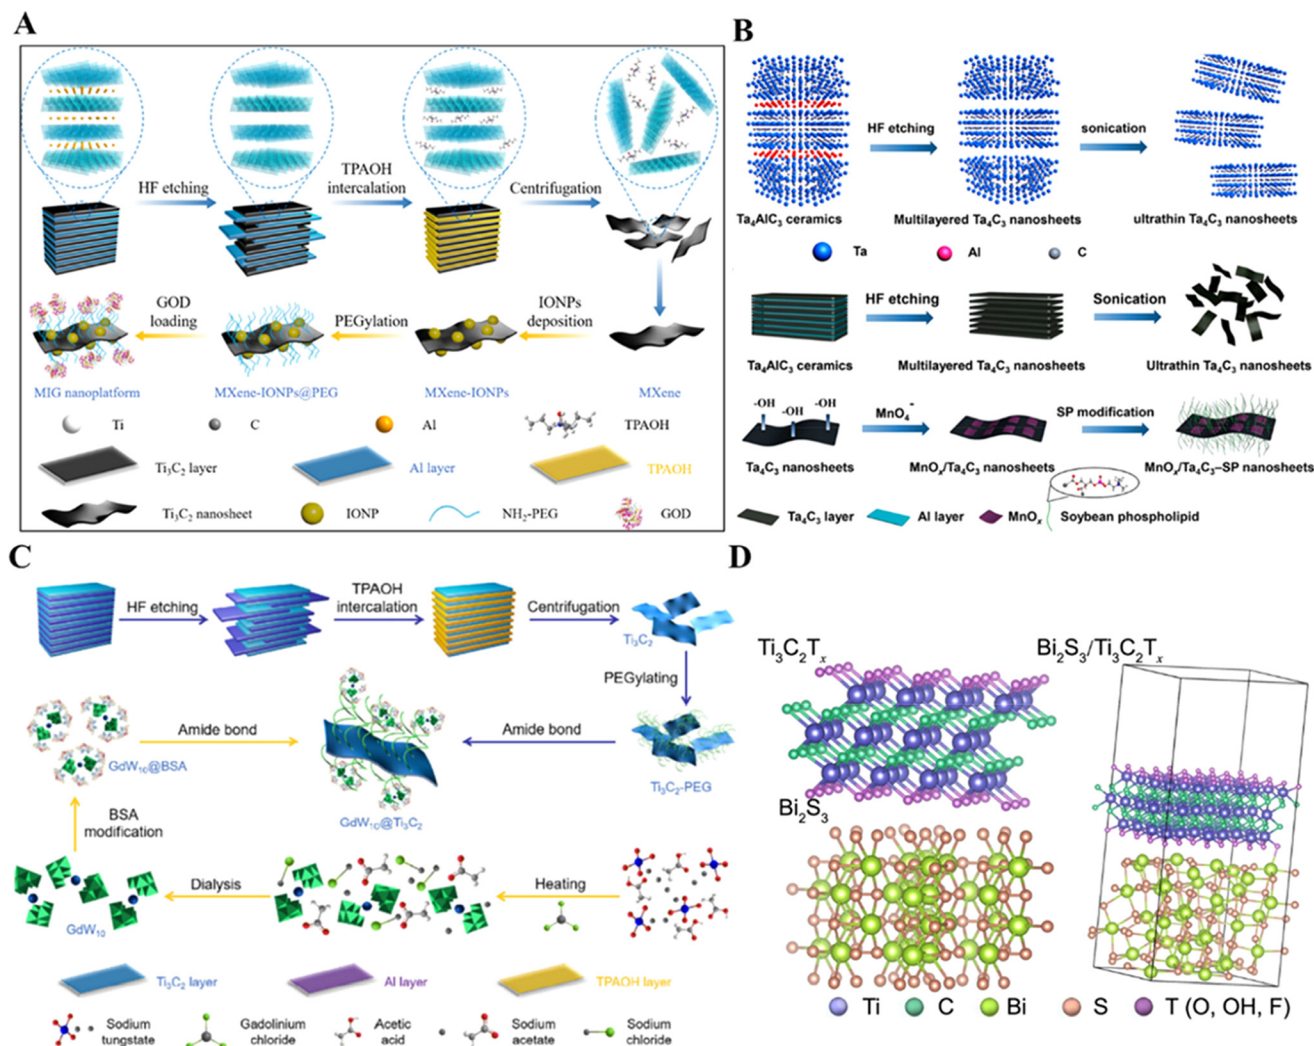 A
HF etching
TPAOH
intercalation
Centrifugation
GOD
loading
PEGylation
IONPs
deposition
MIG nanoplatform
MXene-IONPs@PEG
MXene-IONPs
MXene
Ti
C
Al
TPAOH
Ti₃C₂ layer
Al layer
TPAOH
Ti₃C₂ nanosheet
IONP
NH₂-PEG
GOD
B
HF etching
sonication
Ta₄AlC₃ ceramics
Multilayered Ta₄C₃ nanosheets
ultrathin Ta₄C₃ nanosheets
Ta
Al
C
HF etching
Sonication
Ta₄AlC₃ ceramics
Multilayered Ta₄C₃ nanosheets
Ultrathin Ta₄C₃ nanosheets
-OH
-OH
-OH
MnO₄⁻
SP modification
Ta₄C₃ nanosheets
MnOₓ/Ta₄C₃ nanosheets
MnOₓ/Ta₄C₃–SP nanosheets
Ta₄C₃ layer
Al layer
MnOₓ
Soybean phospholipid
C
HF etching
TPAOH
intercalation
Centrifugation
Ti₃C₂
PEGylating
Amide bond
Amide bond
GdW₁₀@BSA
Ti₃C₂-PEG
GdW₁₀@Ti₃C₂
BSA
modification
Dialysis
Heating
GdW₁₀
Ti₃C₂ layer
Al layer
TPAOH layer
Sodium
tungstate
Gadolinium
chloride
Acetic
acid
Sodium
acetate
Sodium
chloride
D
Ti₃C₂Tₓ
Bi₂S₃/Ti₃C₂Tₓ
Bi₂S₃
Ti
C
Bi
S
T (O, OH, F)